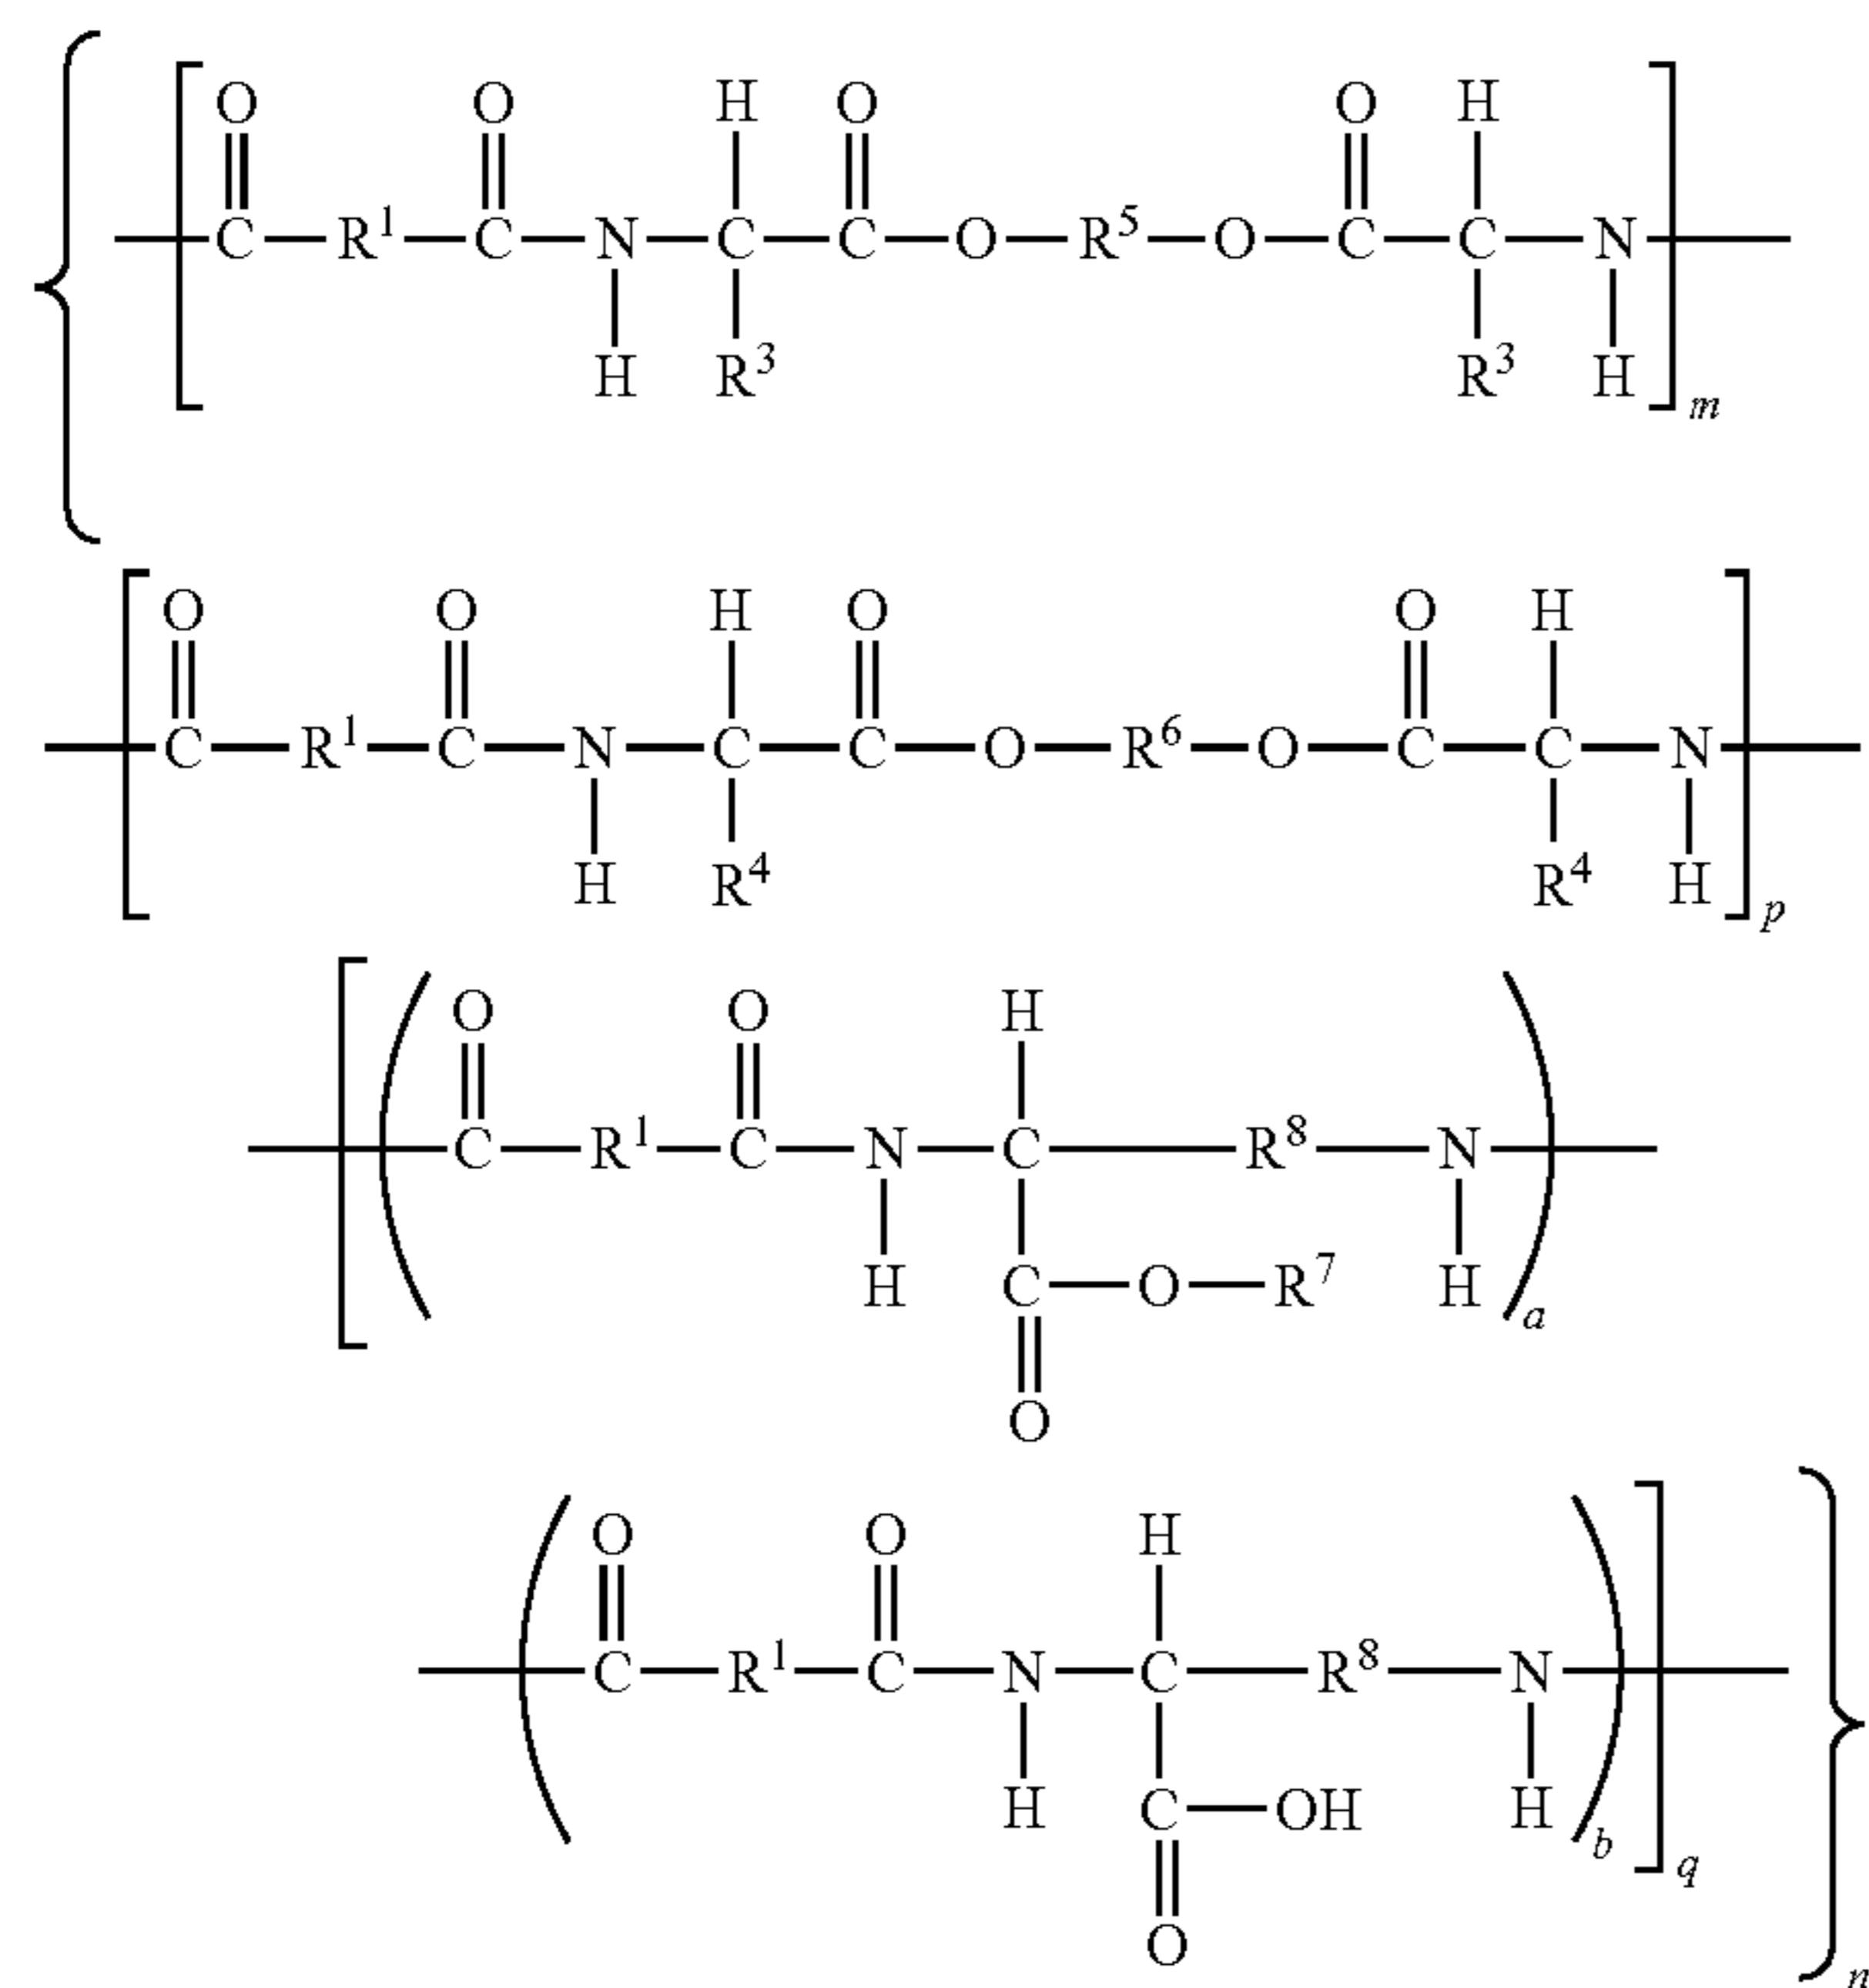 O O H O O H
C R¹ C N C C O R⁵ O C C N
H R³ R³ H m
O O H O O H
C R¹ C N C C O R⁶ O C C N
H R⁴ R⁴ H p
O O H
C R¹ C N C R⁸ N
H C O R⁷ H a
O
O O H
C R¹ C N C R⁸ N
H C OH H b q
O n